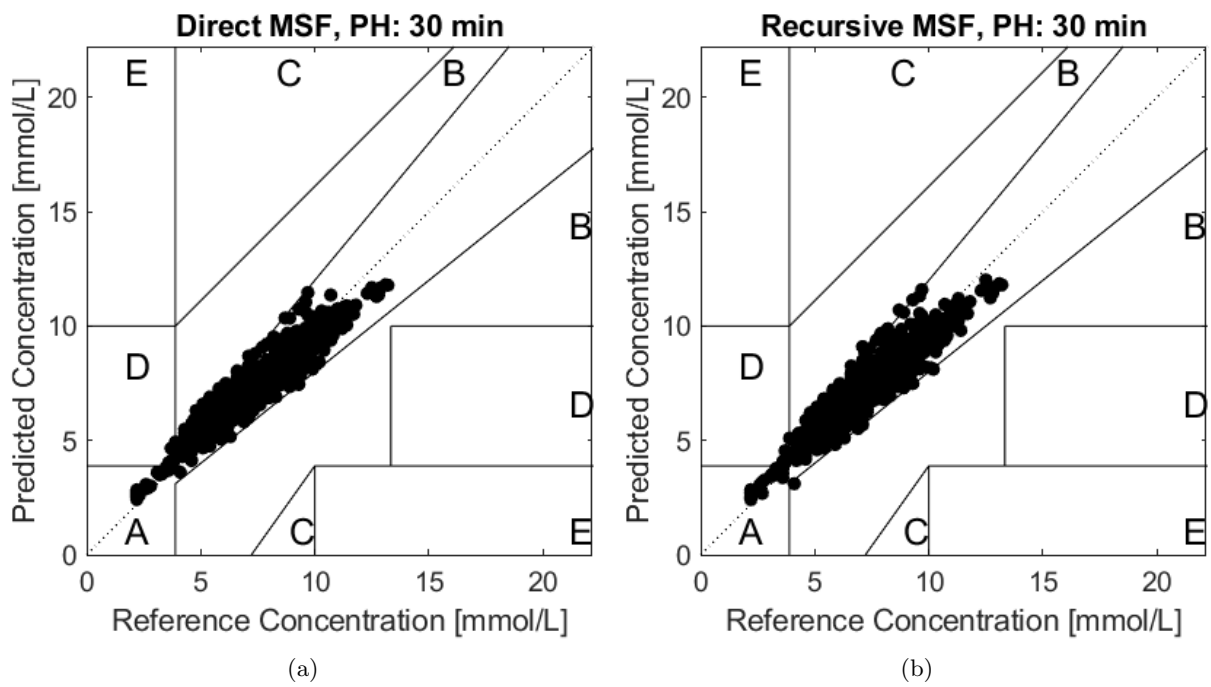 Direct MSF, PH: 30 min
E
C
B
20
15
B
10
D
D
5
A
C
E
0
0
5
10
15
20
Predicted Concentration [mmol/L]
Reference Concentration [mmol/L]
(a)
Recursive MSF, PH: 30 min
E
C
B
20
15
B
10
D
D
5
A
C
E
0
0
5
10
15
20
Predicted Concentration [mmol/L]
Reference Concentration [mmol/L]
(b)